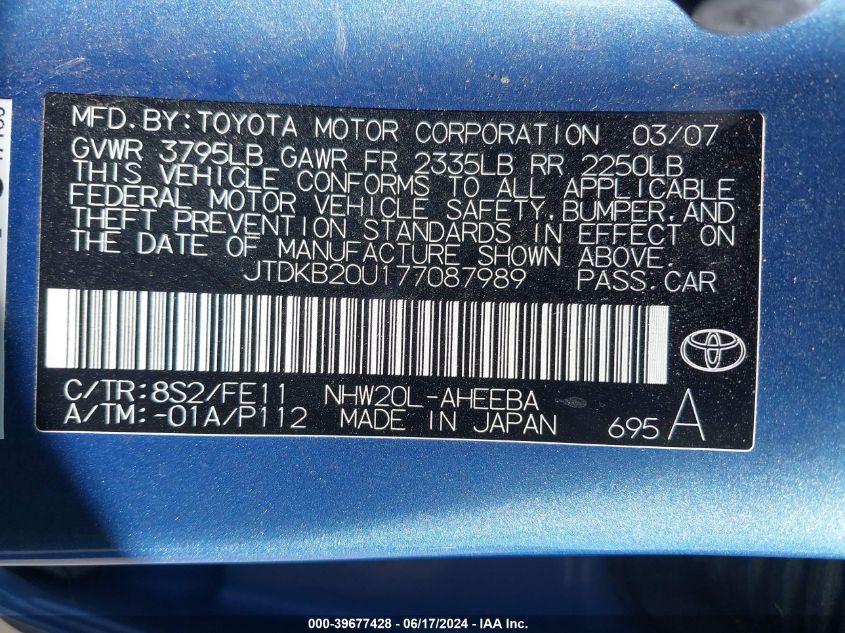 MFD.BY:TOYOTA MOTOR CORPORATION 03/07
GVWR 3795LB GAWR FR 2335LB RR 2250LB
THIS VEHICLE CONFORMS TO ALL APPLICABLE
FEDERAL MOTOR VEHICLE SAFETY,BUMPER,AND
THEFT PREVENTION STANDARDS IN EFFECT ON
THE DATE OF MANUFACTURE SHOWN ABOVE.
JTDKB20U177087989 PASS.CAR
C/TR:8S2/FE11 NHW20L-AHEEBA
A/TM:-01A/P112 MADE IN JAPAN 695 A
000-39677428 - 06/17/2024 - IAA Inc.